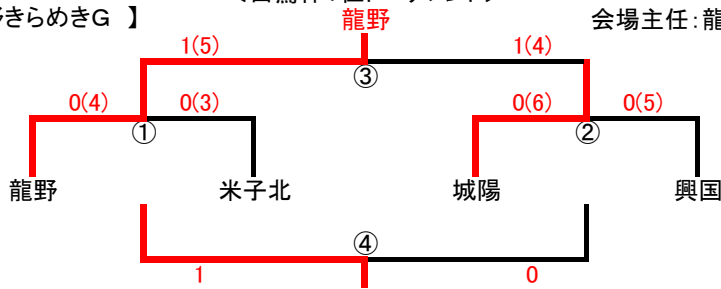 きらめきG 】
龍野
会場主任：龍
1(5) 1(4)
③
0(4) 0(3) 0(6) 0(5)
① ②
龍野 米子北 城陽 興国
④
1 0